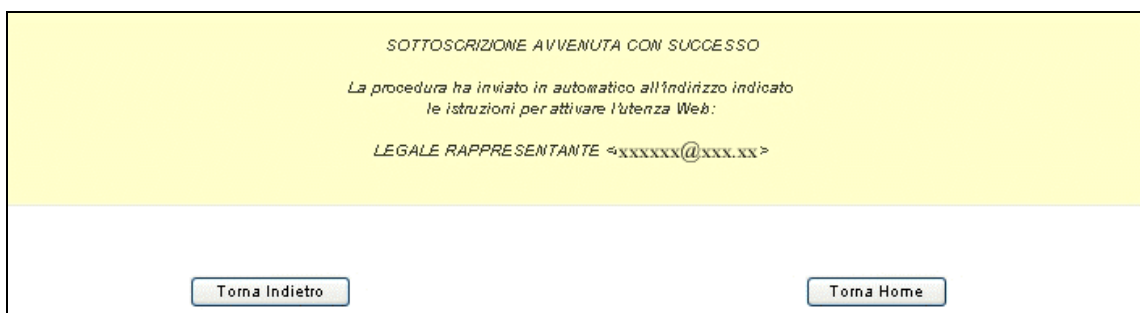 SOTTOSCRIZIONE AVVENUTA CON SUCCESSO
La procedura ha inviato in automatico all'indirizzo indicato
le istruzioni per attivare l'utenza Web:
LEGALE RAPPRESENTANTE <xxxxxx@xxx.xx>
Torna Indietro
Torna Home